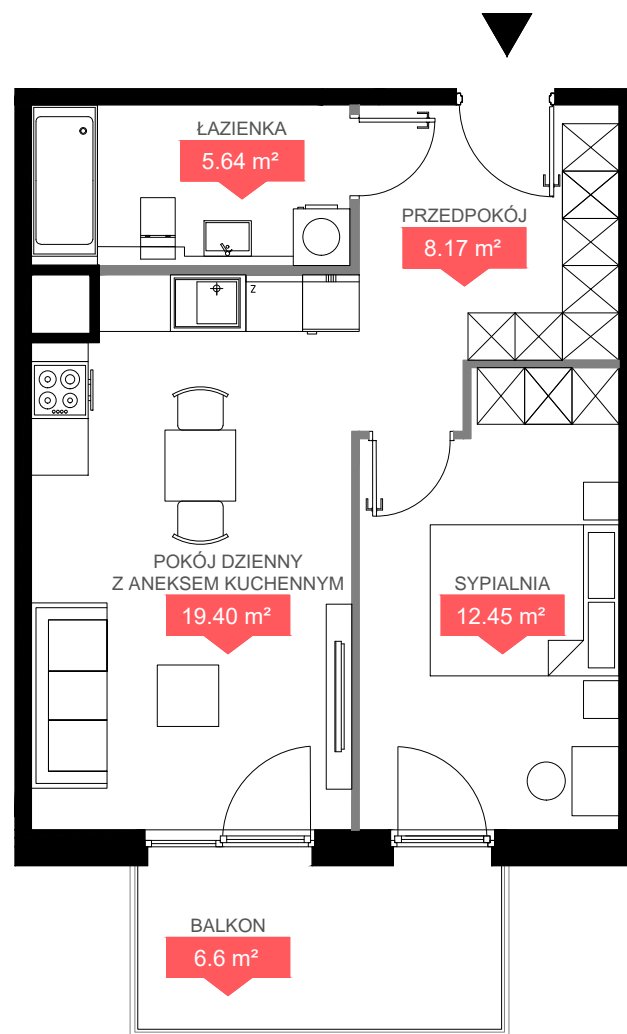 ŁAZIENKA
5.64 m²
PRZEDPOKÓJ
8.17 m²
Z
POKÓJ DZIENNY
Z ANEKSEM KUCHENNYM
19.40 m²
SYPIALNIA
12.45 m²
BALKON
6.6 m²